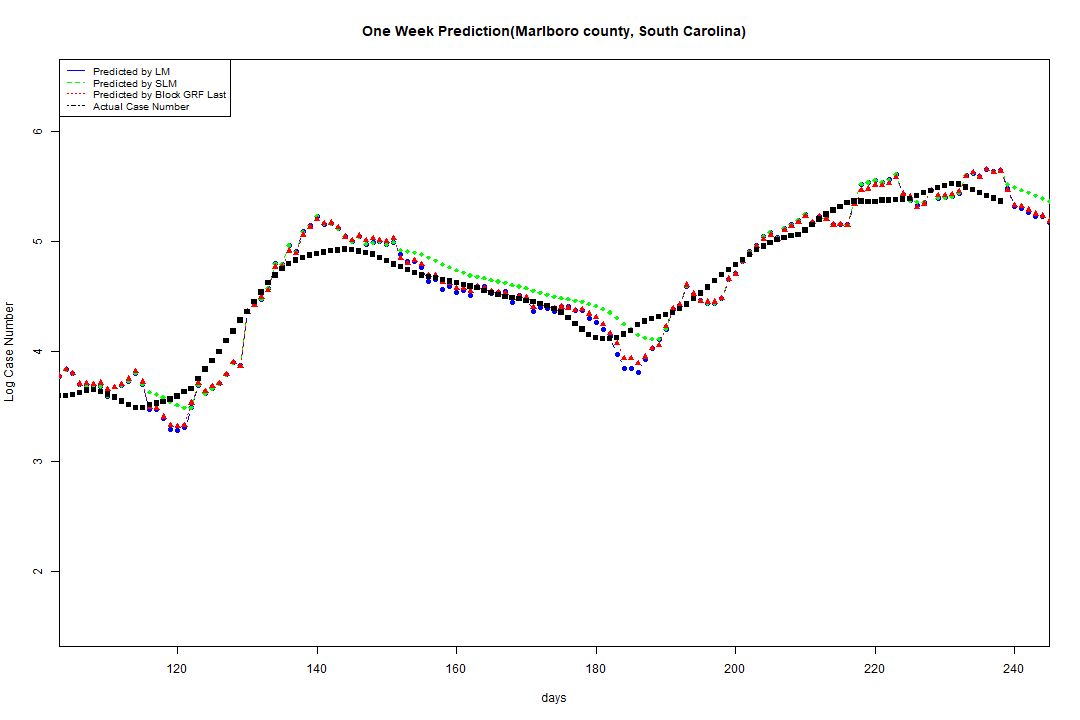 One Week Prediction(Marlboro county, South Carolina)
Predicted by LM
Predicted by SLM
Predicted by Block GRF Last
Actual Case Number
6
5
4
3
2
Log Case Number
120 140 160 180 200 220 240
days